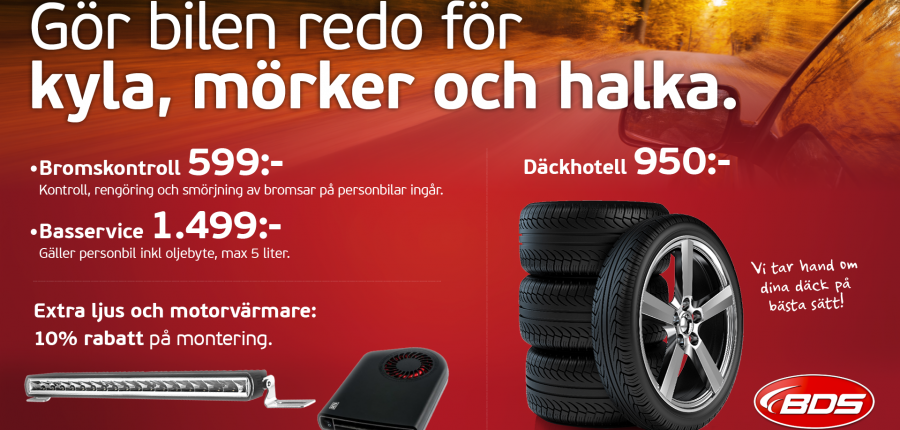 Gör bilen redo för
kyla, mörker och halka.
•Bromskontroll 599:-
Kontroll, rengöring och smörjning av bromsar på personbilar ingår.
•Basservice 1.499:-
Gäller personbil inkl oljebyte, max 5 liter.
Extra ljus och motorvärmare:
10% rabatt på montering.
Däckhotell 950:-
Vi tar hand om
dina däck på
bästa sätt!
BDS